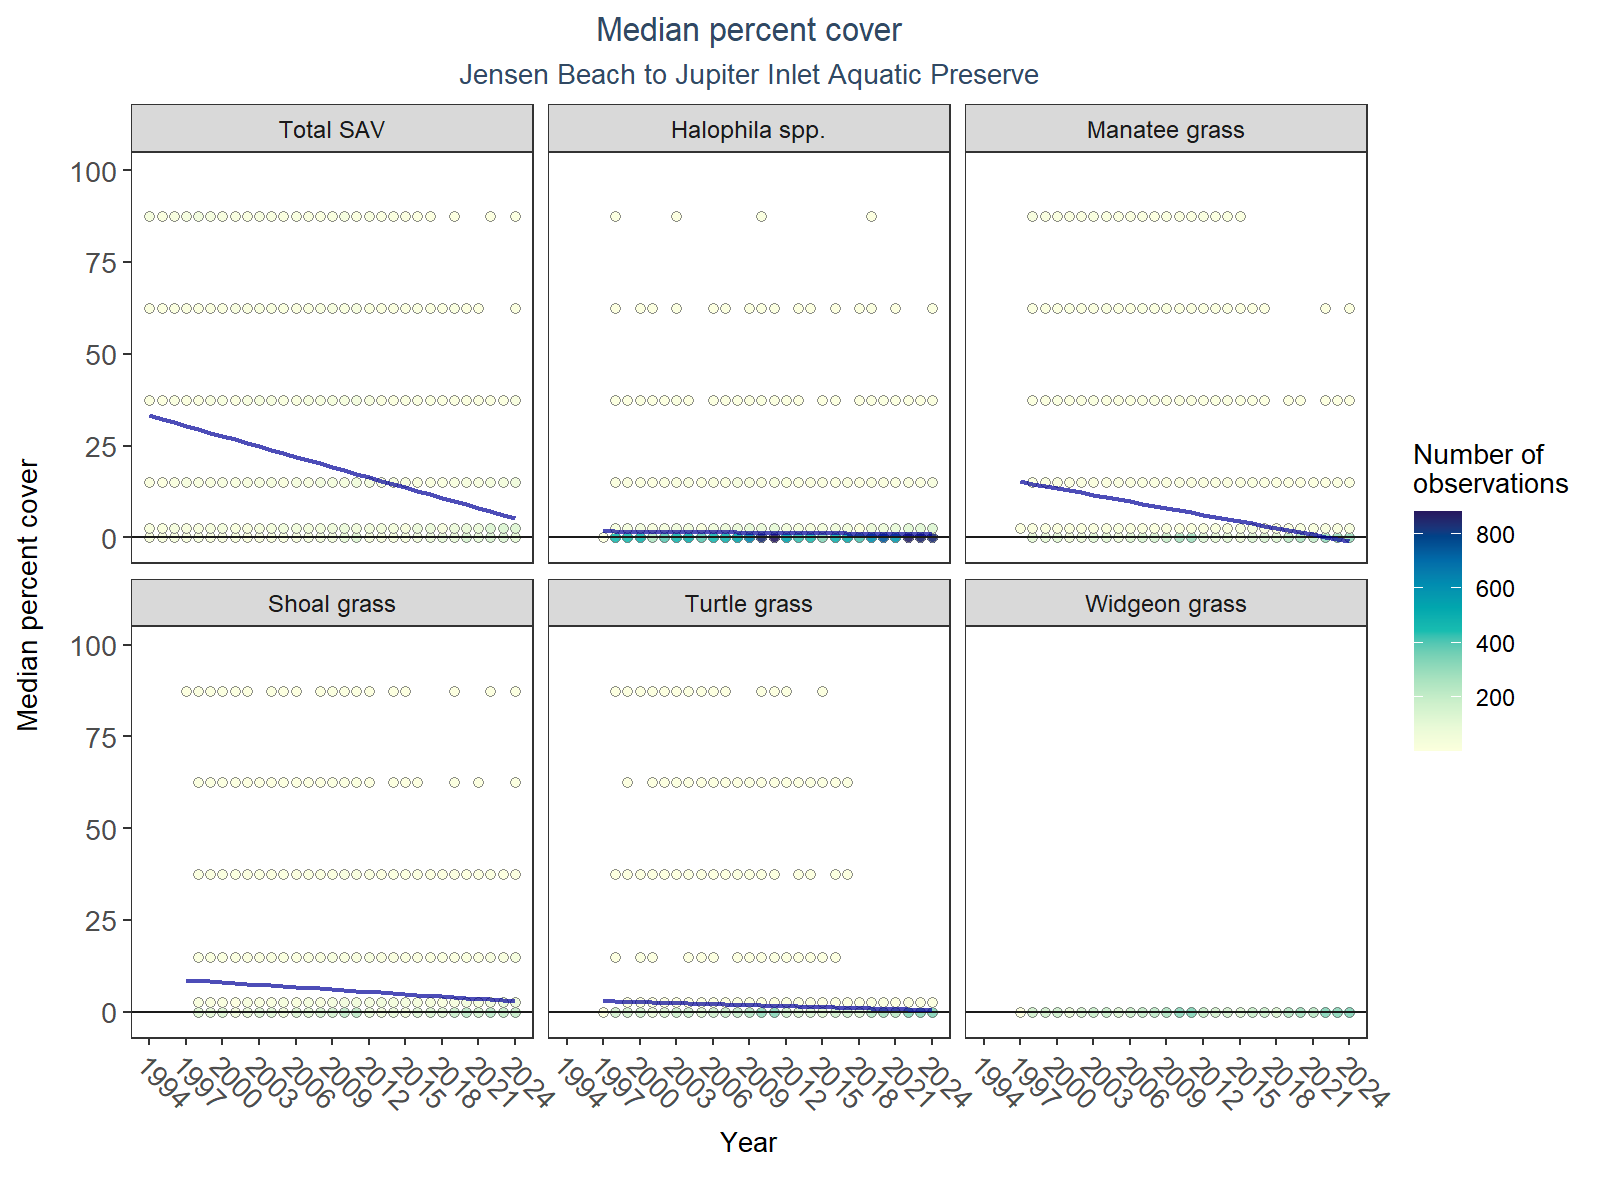 Median percent cover
Jensen Beach to Jupiter Inlet Aquatic Preserve
Total SAV
Halophila spp.
Manatee grass
100
75
50
25
0
Shoal grass
Turtle grass
Widgeon grass
100
75
50
25
0
Median percent cover
1994 1997 2000 2003 2006 2009 2012 2015 2018 2021 2024
1994 1997 2000 2003 2006 2009 2012 2015 2018 2021 2024
1994 1997 2000 2003 2006 2009 2012 2015 2018 2021 2024
Year
Number of
observations
800
600
400
200